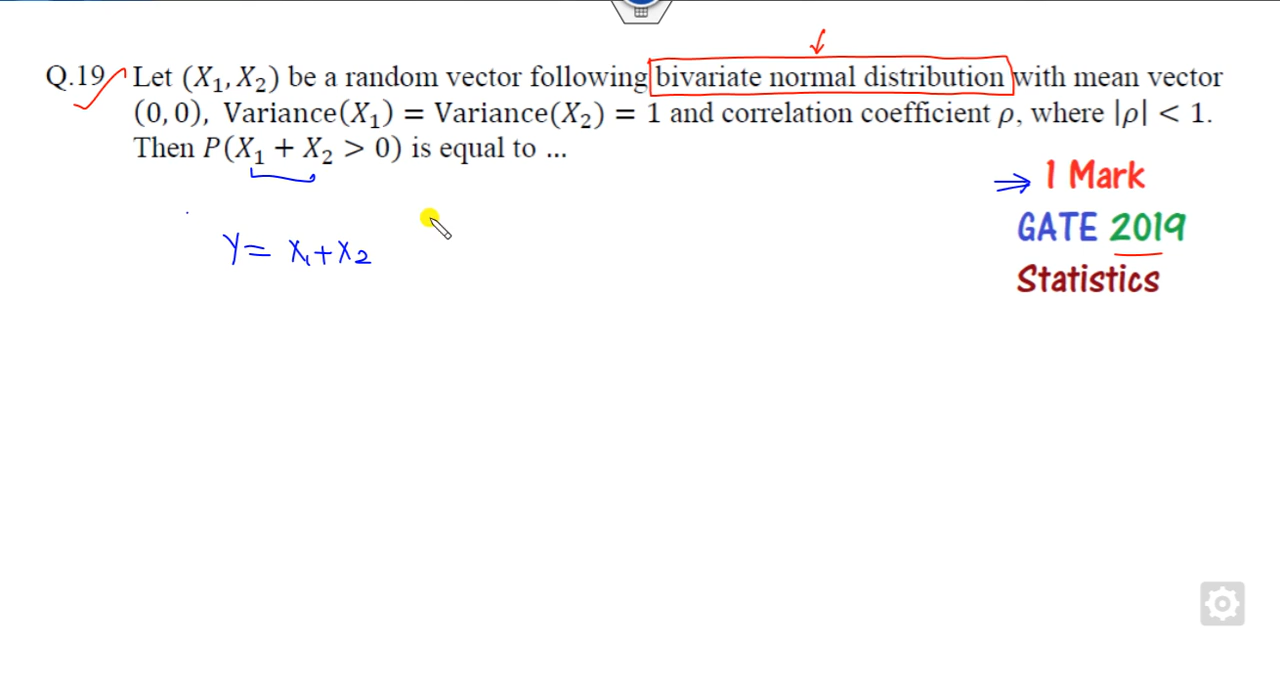 Q.19 Let (X₁, X₂) be a random vector following bivariate normal distribution with mean vector
(0, 0), Variance(X₁) = Variance(X₂) = 1 and correlation coefficient ρ, where |ρ| < 1.
Then P(X₁ + X₂ > 0) is equal to ...
⇒ 1 Mark
GATE 2019
Statistics
Y = X₁ + X₂